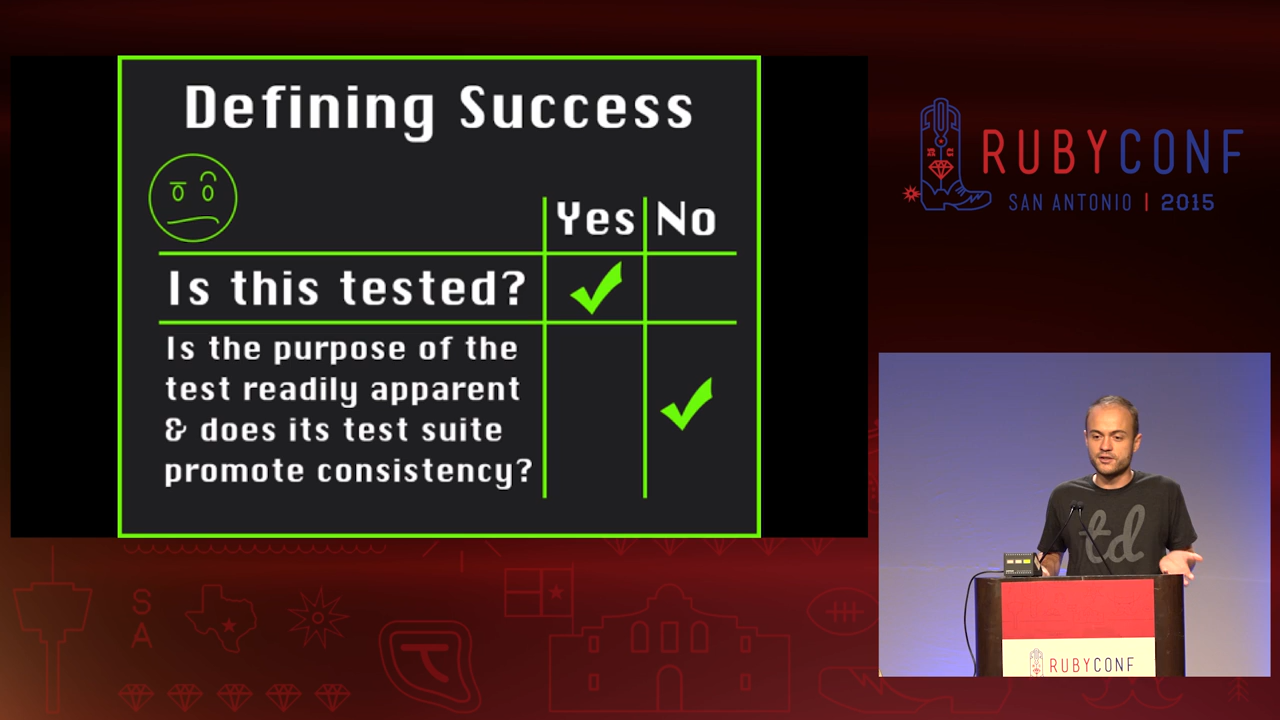 Defining Success
Yes No
Is this tested?
Is the purpose of the
test readily apparent
& does its test suite
promote consistency?
RUBYCONF
SAN ANTONIO | 2015
td
RUBYCONF
S
A